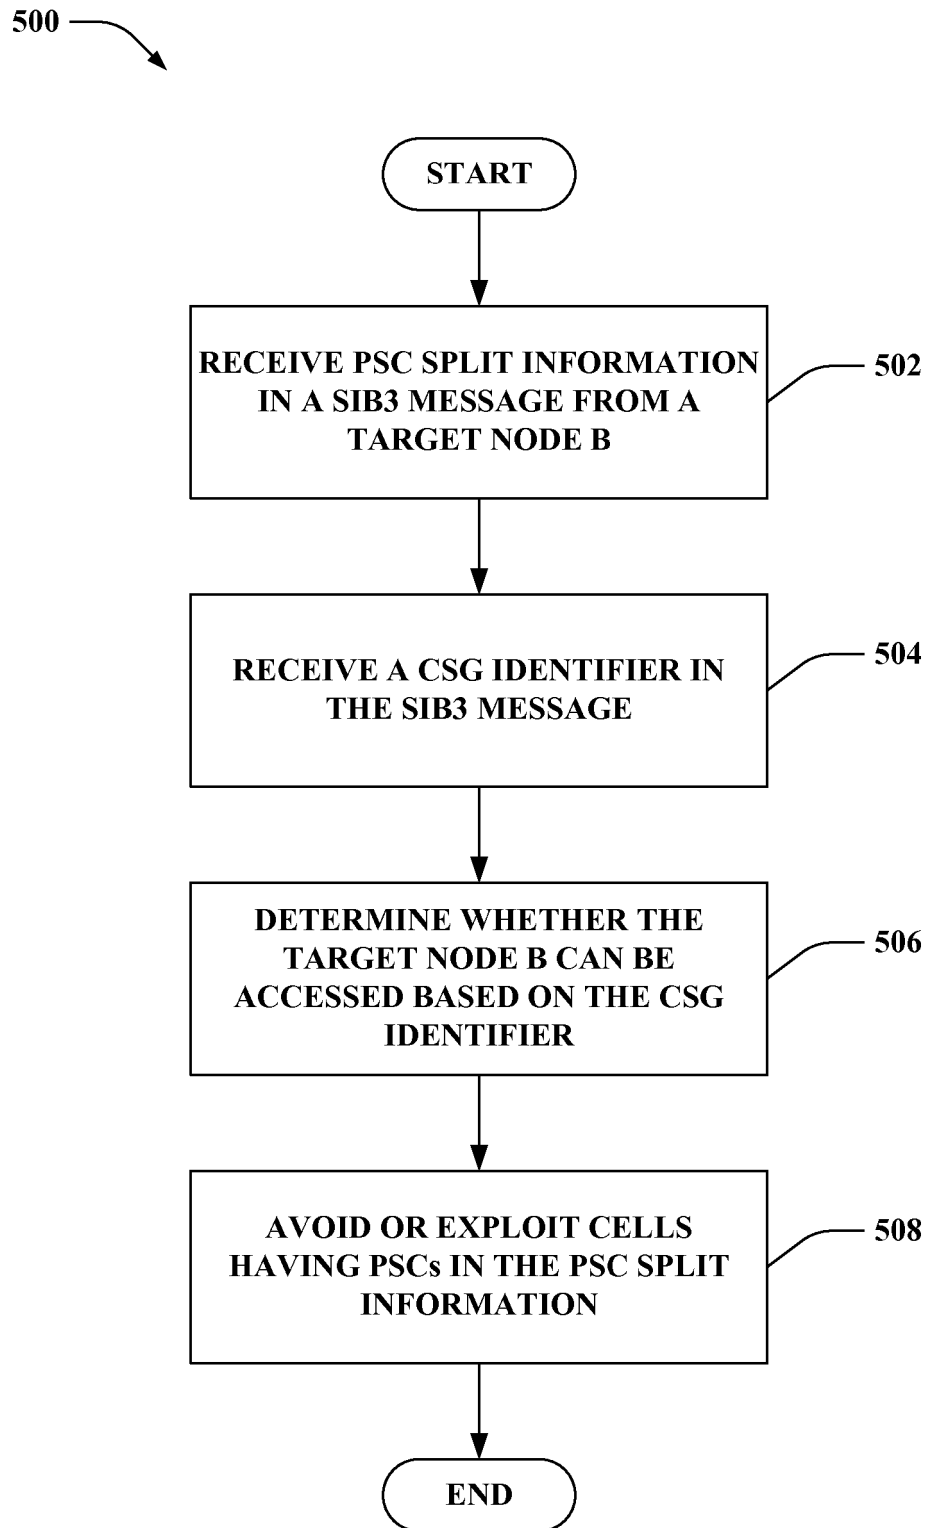 500
START
RECEIVE PSC SPLIT INFORMATION
IN A SIB3 MESSAGE FROM A
TARGET NODE B
502
RECEIVE A CSG IDENTIFIER IN
THE SIB3 MESSAGE
504
DETERMINE WHETHER THE
TARGET NODE B CAN BE
ACCESSED BASED ON THE CSG
IDENTIFIER
506
AVOID OR EXPLOIT CELLS
HAVING PSCs IN THE PSC SPLIT
INFORMATION
508
END